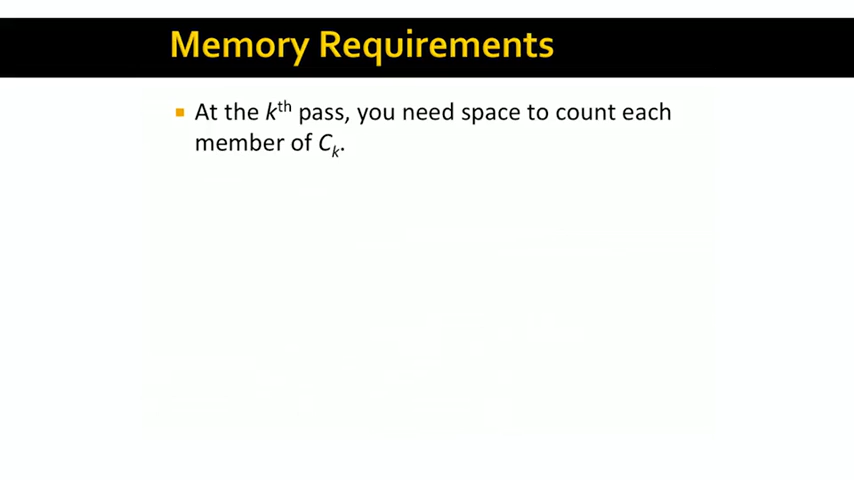 Memory Requirements
At the kth pass, you need space to count each
member of Ck.